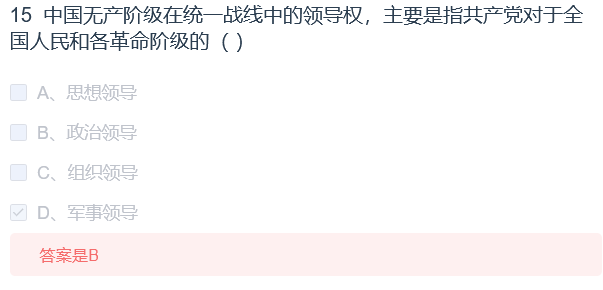 15 中国无产阶级在统一战线中的领导权，主要是指共产党对于全
国人民和各革命阶级的（ ）
A、思想领导
B、政治领导
C、组织领导
D、军事领导
答案是B